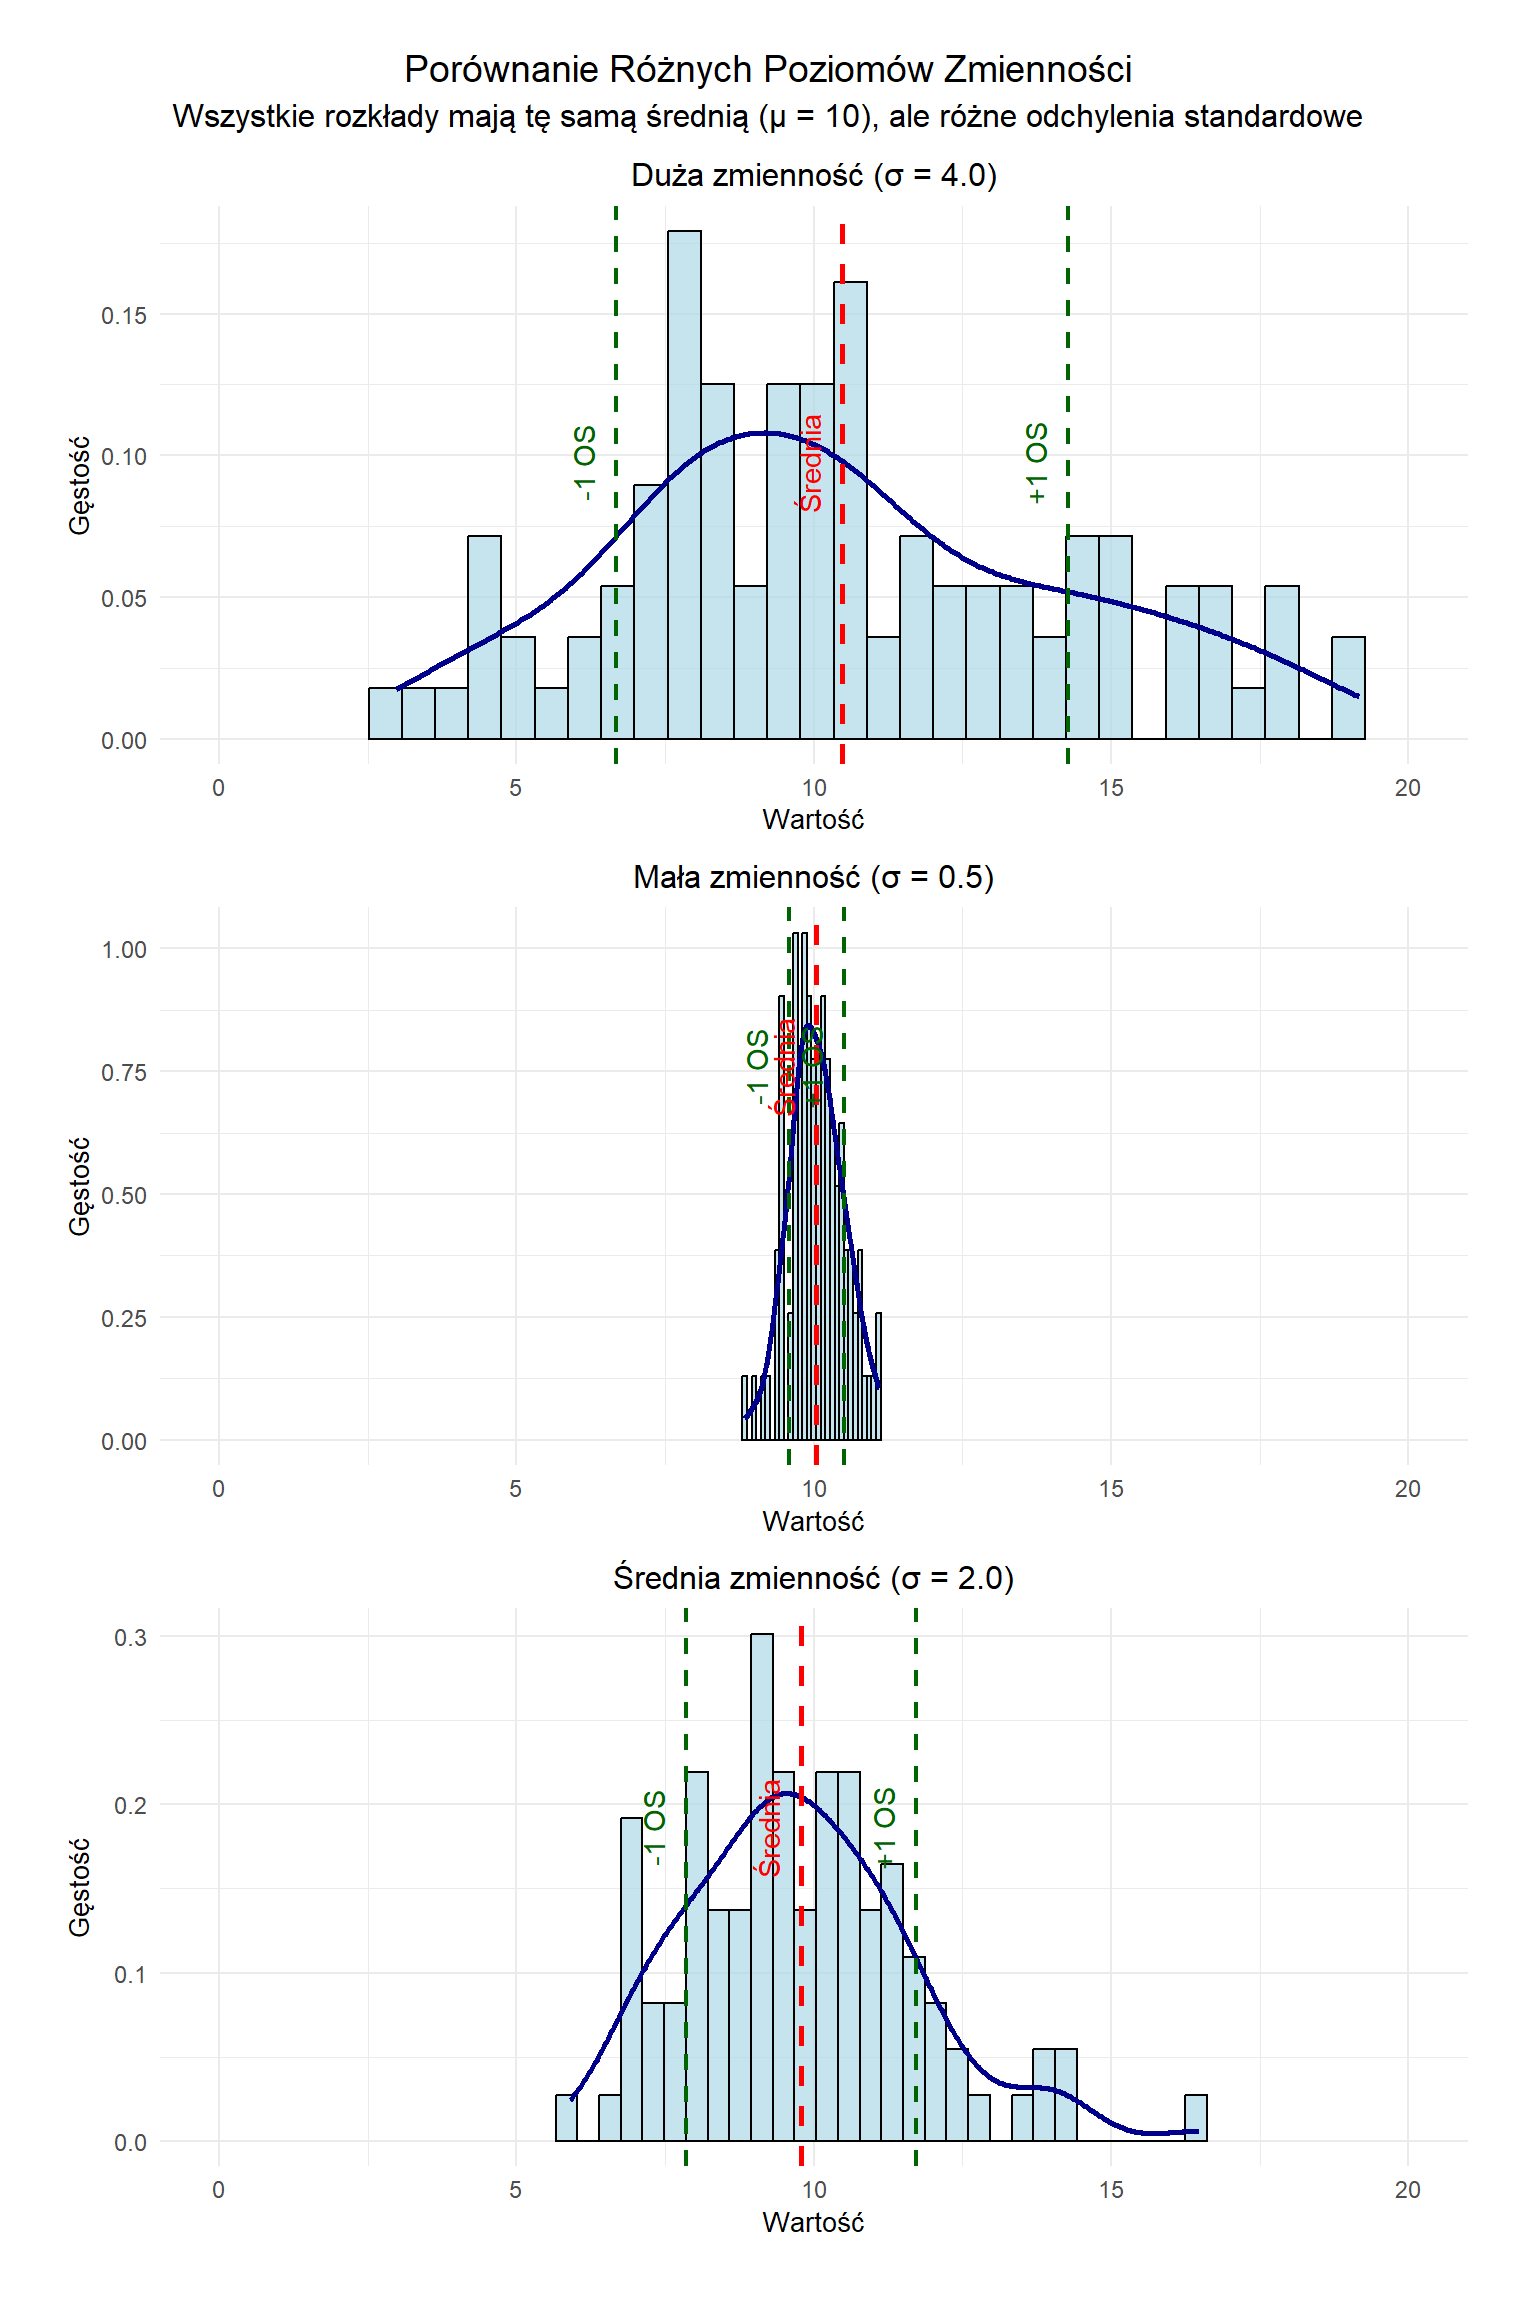 Porównanie Różnych Poziomów Zmienności
Wszystkie rozkłady mają tę samą średnią (μ = 10), ale różne odchylenia standardowe
Duża zmienność (σ = 4.0)
Gęstość
0.15
0.10
0.05
0.00
-1 OS
Średnia
+1 OS
0 5 10 15 20
Wartość
Mała zmienność (σ = 0.5)
Gęstość
1.00
0.75
0.50
0.25
0.00
-1 OS
Średnia
+1 OS
0 5 10 15 20
Wartość
Średnia zmienność (σ = 2.0)
Gęstość
0.3
0.2
0.1
0.0
-1 OS
Średnia
+1 OS
0 5 10 15 20
Wartość